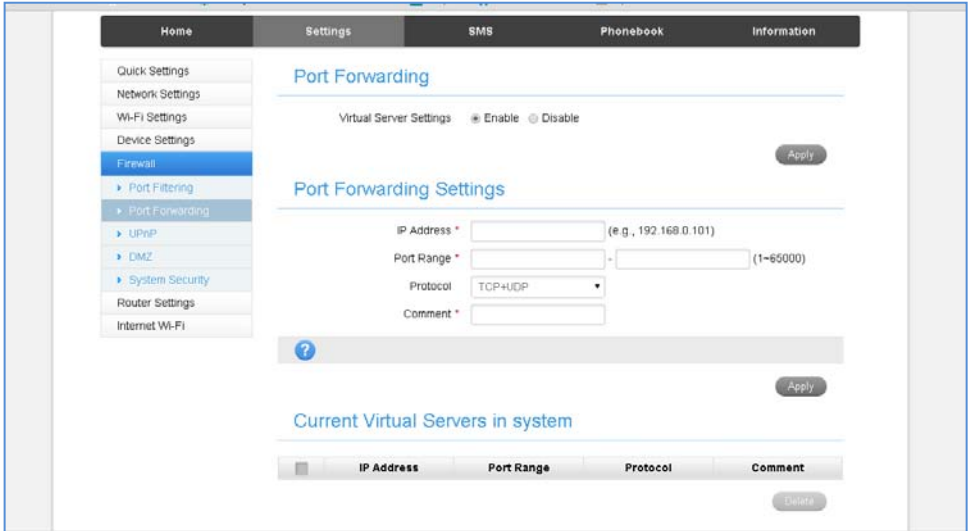 Home Settings SMS Phonebook Information
Quick Settings
Network Settings
Wi-Fi Settings
Device Settings
Firewall
Port Filtering
Port Forwarding
UPnP
DMZ
System Security
Router Settings
Internet Wi-Fi
Port Forwarding
Virtual Server Settings Enable Disable
Apply
Port Forwarding Settings
IP Address * (e.g., 192.168.0.101)
Port Range * - (1~65000)
Protocol TCP+UDP
Comment *
?
Apply
Current Virtual Servers in system
IP Address Port Range Protocol Comment
Delete